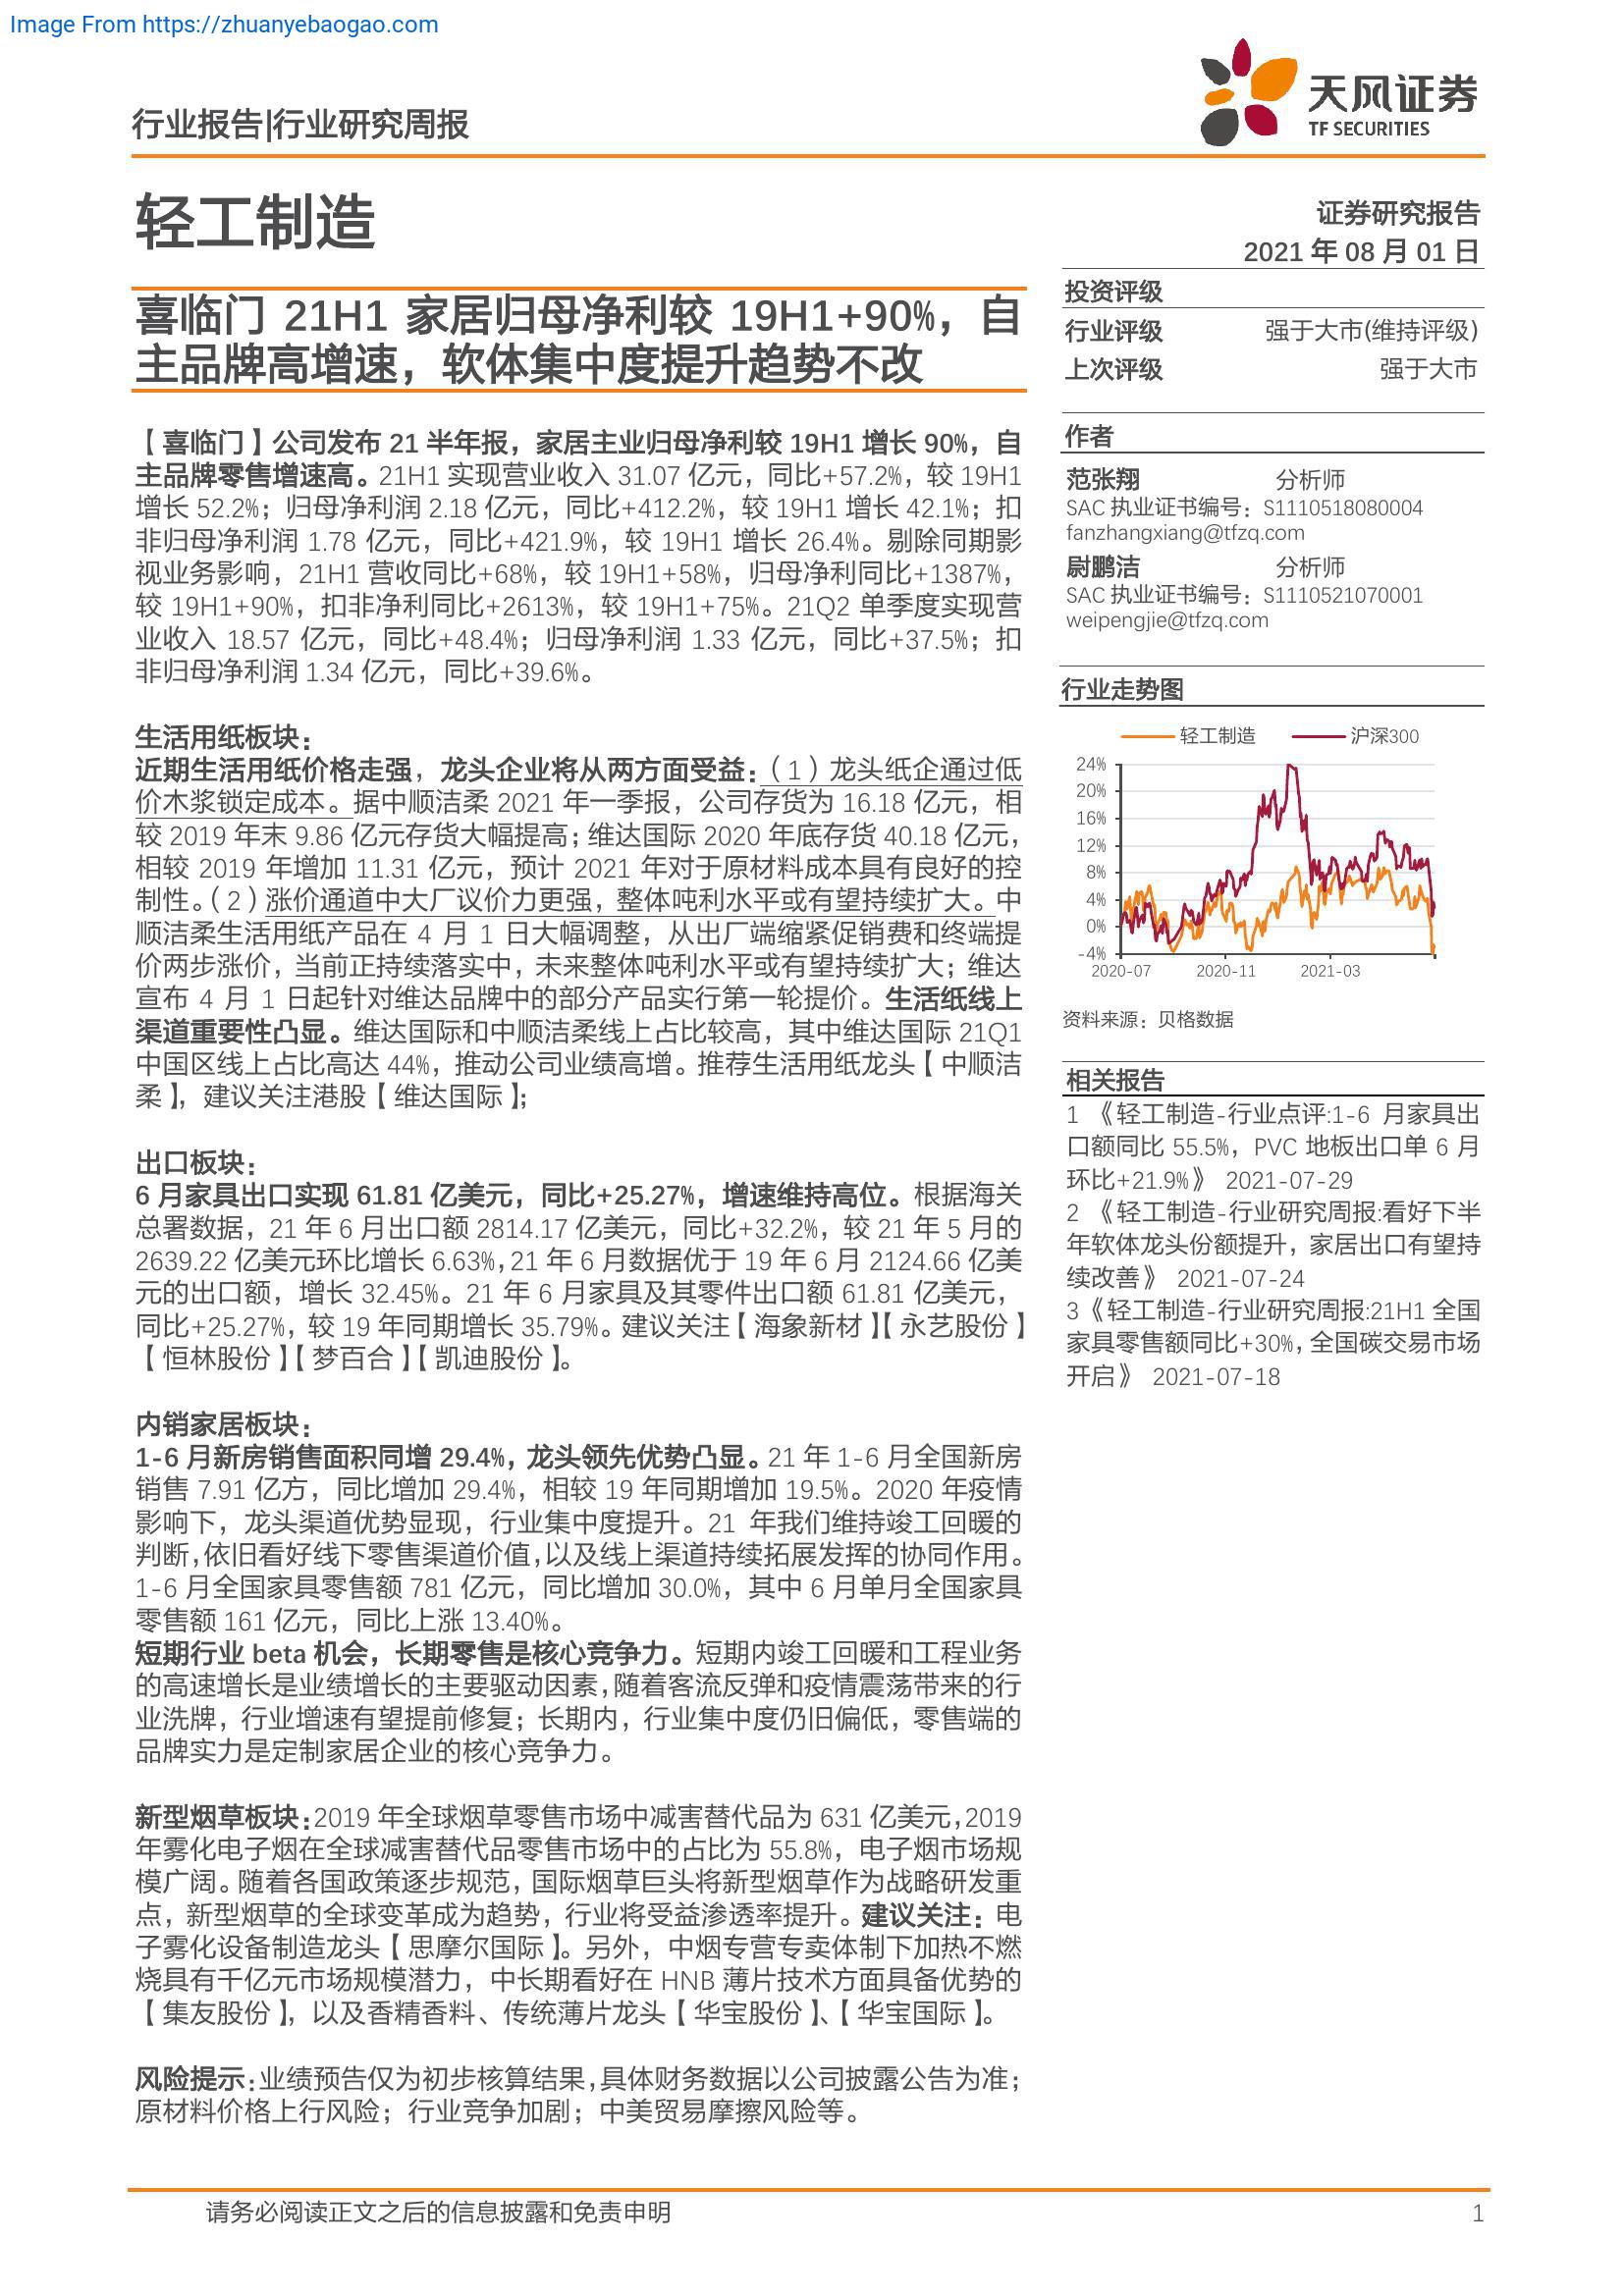 Image From https://zhuanyebaogao.com
行业报告|行业研究周报
天风证券
TF SECURITIES
轻工制造
证券研究报告
2021 年 08 月 01 日
喜临门 21H1 家居归母净利较 19H1+90%，自
主品牌高增速，软体集中度提升趋势不改
【喜临门】公司发布 21 半年报，家居主业归母净利较 19H1 增长 90%，自
主品牌零售增速高。21H1 实现营业收入 31.07 亿元，同比+57.2%，较 19H1
增长 52.2%；归母净利润 2.18 亿元，同比+412.2%，较 19H1 增长 42.1%；扣
非归母净利润 1.78 亿元，同比+421.9%，较 19H1 增长 26.4%。剔除同期影
视业务影响，21H1 营收同比+68%，较 19H1+58%，归母净利同比+1387%，
较 19H1+90%，扣非净利同比+2613%，较 19H1+75%。21Q2 单季度实现营
业收入 18.57 亿元，同比+48.4%；归母净利润 1.33 亿元，同比+37.5%；扣
非归母净利润 1.34 亿元，同比+39.6%。
生活用纸板块：
近期生活用纸价格走强，龙头企业将从两方面受益：（1）龙头纸企通过低
价木浆锁定成本。据中顺洁柔 2021 年一季报，公司存货为 16.18 亿元，相
较 2019 年末 9.86 亿元存货大幅提高；维达国际 2020 年底存货 40.18 亿元，
相较 2019 年增加 11.31 亿元，预计 2021 年对于原材料成本具有良好的控
制性。（2）涨价通道中大厂议价力更强，整体吨利水平或有望持续扩大。中
顺洁柔生活用纸产品在 4 月 1 日大幅调整，从出厂端缩紧促销费和终端提
价两步涨价，当前正持续落实中，未来整体吨利水平或有望持续扩大；维达
宣布 4 月 1 日起针对维达品牌中的部分产品实行第一轮提价。生活纸线上
渠道重要性凸显。维达国际和中顺洁柔线上占比较高，其中维达国际 21Q1
中国区线上占比高达 44%，推动公司业绩高增。推荐生活用纸龙头【中顺洁
柔】，建议关注港股【维达国际】；
出口板块：
6 月家具出口实现 61.81 亿美元，同比+25.27%，增速维持高位。根据海关
总署数据，21 年 6 月出口额 2814.17 亿美元，同比+32.2%，较 21 年 5 月的
2639.22 亿美元环比增长 6.63%，21 年 6 月数据优于 19 年 6 月 2124.66 亿美
元的出口额，增长 32.45%。21 年 6 月家具及其零件出口额 61.81 亿美元，
同比+25.27%，较 19 年同期增长 35.79%。建议关注【海象新材】【永艺股份】
【恒林股份】【梦百合】【凯迪股份】。
内销家居板块：
1-6 月新房销售面积同增 29.4%，龙头领先优势凸显。21 年 1-6 月全国新房
销售 7.91 亿方，同比增加 29.4%，相较 19 年同期增加 19.5%。2020 年疫情
影响下，龙头渠道优势显现，行业集中度提升。21 年我们维持竣工回暖的
判断，依旧看好线下零售渠道价值，以及线上渠道持续拓展发挥的协同作用。
1-6 月全国家具零售额 781 亿元，同比增加 30.0%，其中 6 月单月全国家具
零售额 161 亿元，同比上涨 13.40%。
短期行业 beta 机会，长期零售是核心竞争力。短期内竣工回暖和工程业务
的高速增长是业绩增长的主要驱动因素，随着客流反弹和疫情震荡带来的行
业洗牌，行业增速有望提前修复；长期内，行业集中度仍旧偏低，零售端的
品牌实力是定制家居企业的核心竞争力。
新型烟草板块：2019 年全球烟草零售市场中减害替代品为 631 亿美元，2019
年雾化电子烟在全球减害替代品零售市场中的占比为 55.8%，电子烟市场规
模广阔。随着各国政策逐步规范，国际烟草巨头将新型烟草作为战略研发重
点，新型烟草的全球变革成为趋势，行业将受益渗透率提升。建议关注：电
子雾化设备制造龙头【思摩尔国际】。另外，中烟专营专卖体制下加热不燃
烧具有千亿元市场规模潜力，中长期看好在 HNB 薄片技术方面具备优势的
【集友股份】，以及香精香料、传统薄片龙头【华宝股份】、【华宝国际】。
风险提示：业绩预告仅为初步核算结果，具体财务数据以公司披露公告为准；
原材料价格上行风险；行业竞争加剧；中美贸易摩擦风险等。
投资评级
行业评级 强于大市(维持评级)
上次评级 强于大市
作者
范张翔 分析师
SAC 执业证书编号：S1110518080004
fanzhangxiang@tfzq.com
尉鹏洁 分析师
SAC 执业证书编号：S1110521070001
weipengjie@tfzq.com
行业走势图
轻工制造 沪深300
24%
20%
16%
12%
8%
4%
0%
-4%
2020-07 2020-11 2021-03
资料来源：贝格数据
相关报告
1 《轻工制造-行业点评:1-6 月家具出
口额同比 55.5%，PVC 地板出口单 6 月
环比+21.9%》 2021-07-29
2 《轻工制造-行业研究周报:看好下半
年软体龙头份额提升，家居出口有望持
续改善》 2021-07-24
3《轻工制造-行业研究周报:21H1 全国
家具零售额同比+30%，全国碳交易市场
开启》 2021-07-18
请务必阅读正文之后的信息披露和免责申明 1